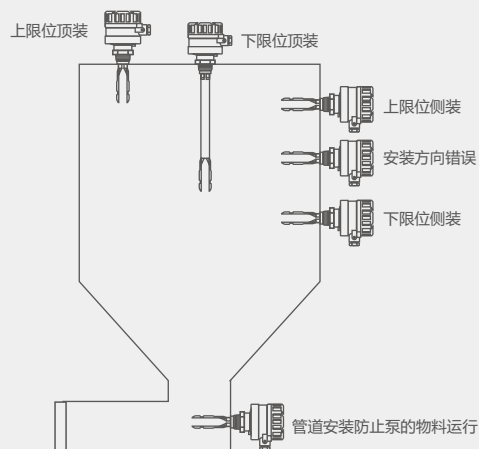 上限位顶装
下限位顶装
上限位侧装
安装方向错误
下限位侧装
管道安装防止泵的物料运行